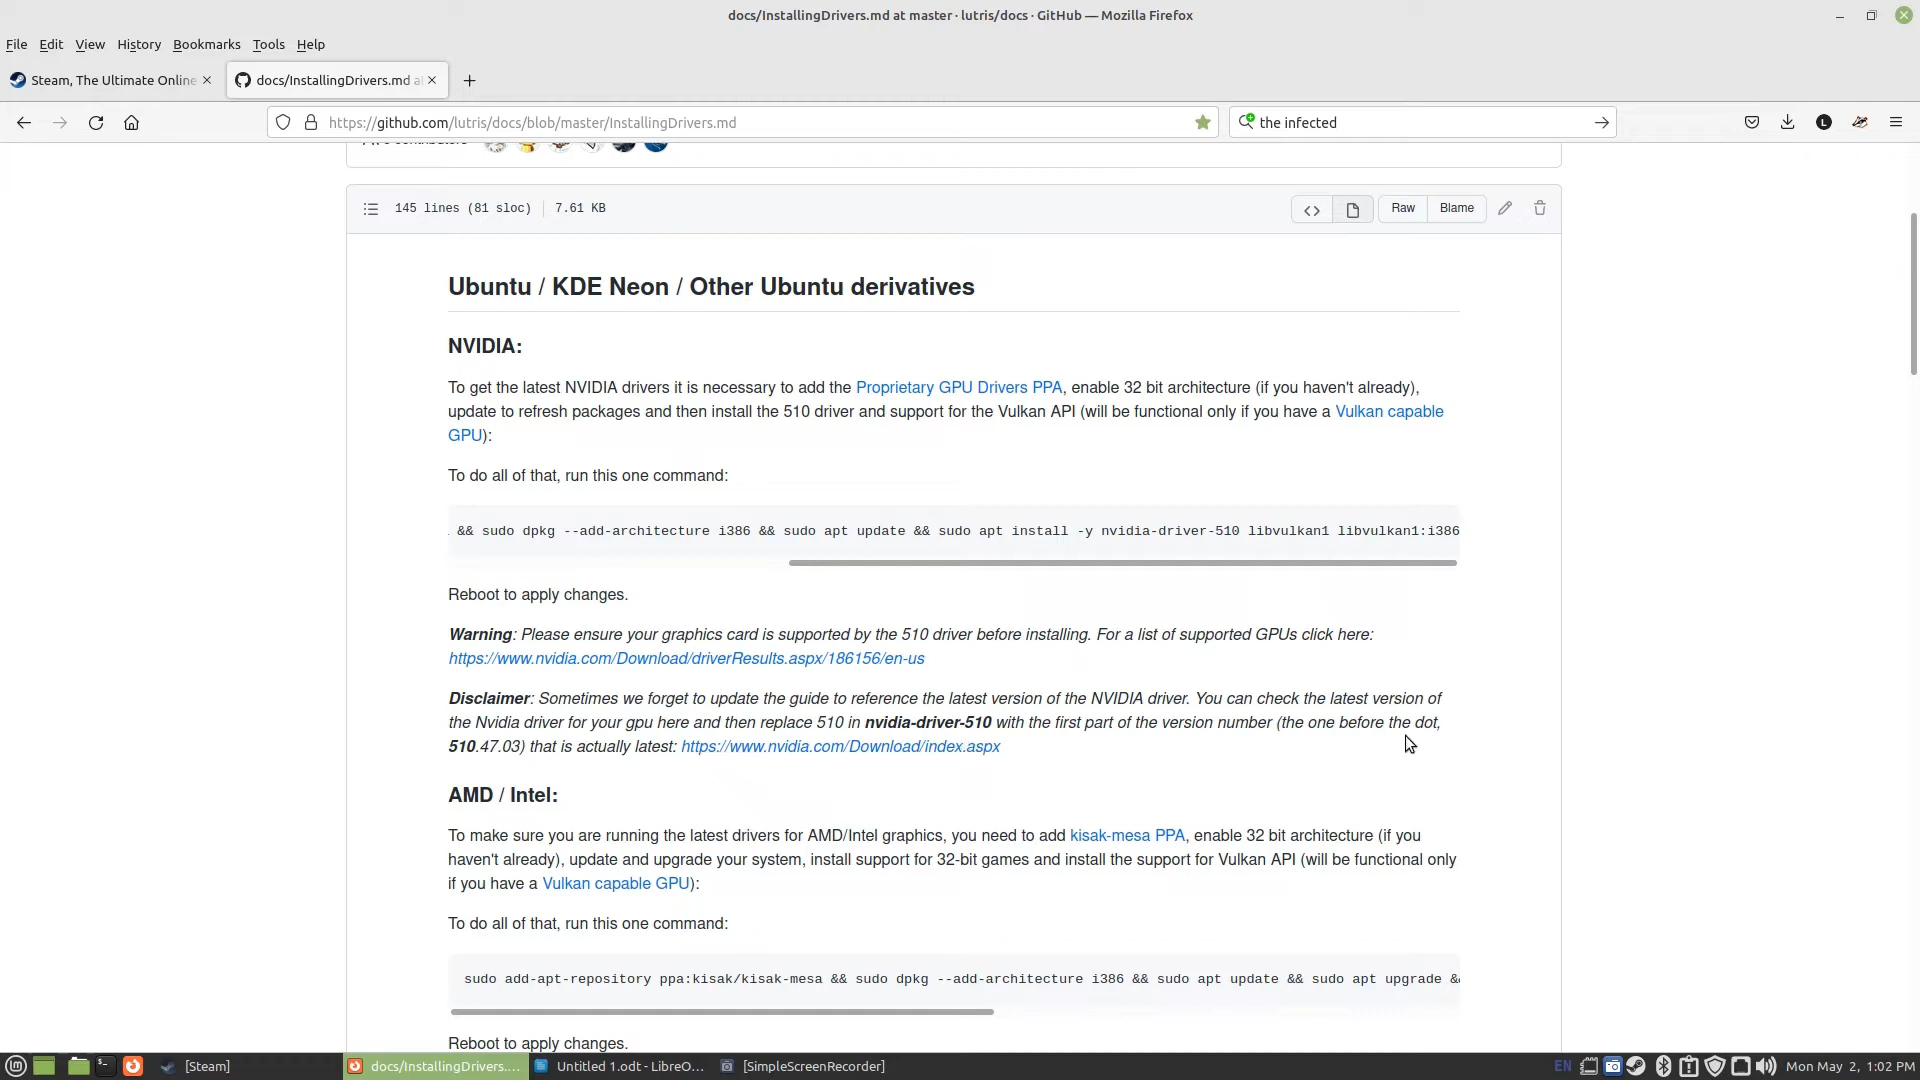 docs/InstallingDrivers.md at master · lutris/docs · GitHub — Mozilla Firefox
File Edit View History Bookmarks Tools Help
Steam, The Ultimate Online
docs/InstallingDrivers.md a
https://github.com/lutris/docs/blob/master/InstallingDrivers.md
the infected
145 lines (81 sloc) 7.61 KB
Raw Blame
Ubuntu / KDE Neon / Other Ubuntu derivatives
NVIDIA:
To get the latest NVIDIA drivers it is necessary to add the Proprietary GPU Drivers PPA, enable 32 bit architecture (if you haven't already),
update to refresh packages and then install the 510 driver and support for the Vulkan API (will be functional only if you have a Vulkan capable
GPU):
To do all of that, run this one command:
&& sudo dpkg --add-architecture i386 && sudo apt update && sudo apt install -y nvidia-driver-510 libvulkan1 libvulkan1:i386
Reboot to apply changes.
Warning: Please ensure your graphics card is supported by the 510 driver before installing. For a list of supported GPUs click here:
https://www.nvidia.com/Download/driverResults.aspx/186156/en-us
Disclaimer: Sometimes we forget to update the guide to reference the latest version of the NVIDIA driver. You can check the latest version of
the Nvidia driver for your gpu here and then replace 510 in nvidia-driver-510 with the first part of the version number (the one before the dot,
510.47.03) that is actually latest: https://www.nvidia.com/Download/index.aspx
AMD / Intel:
To make sure you are running the latest drivers for AMD/Intel graphics, you need to add kisak-mesa PPA, enable 32 bit architecture (if you
haven't already), update and upgrade your system, install support for 32-bit games and install the support for Vulkan API (will be functional only
if you have a Vulkan capable GPU):
To do all of that, run this one command:
sudo add-apt-repository ppa:kisak/kisak-mesa && sudo dpkg --add-architecture i386 && sudo apt update && sudo apt upgrade &
Reboot to apply changes.
[Steam]
docs/InstallingDrivers....
Untitled 1.odt - LibreO...
[SimpleScreenRecorder]
EN
Mon May 2, 1:02 PM